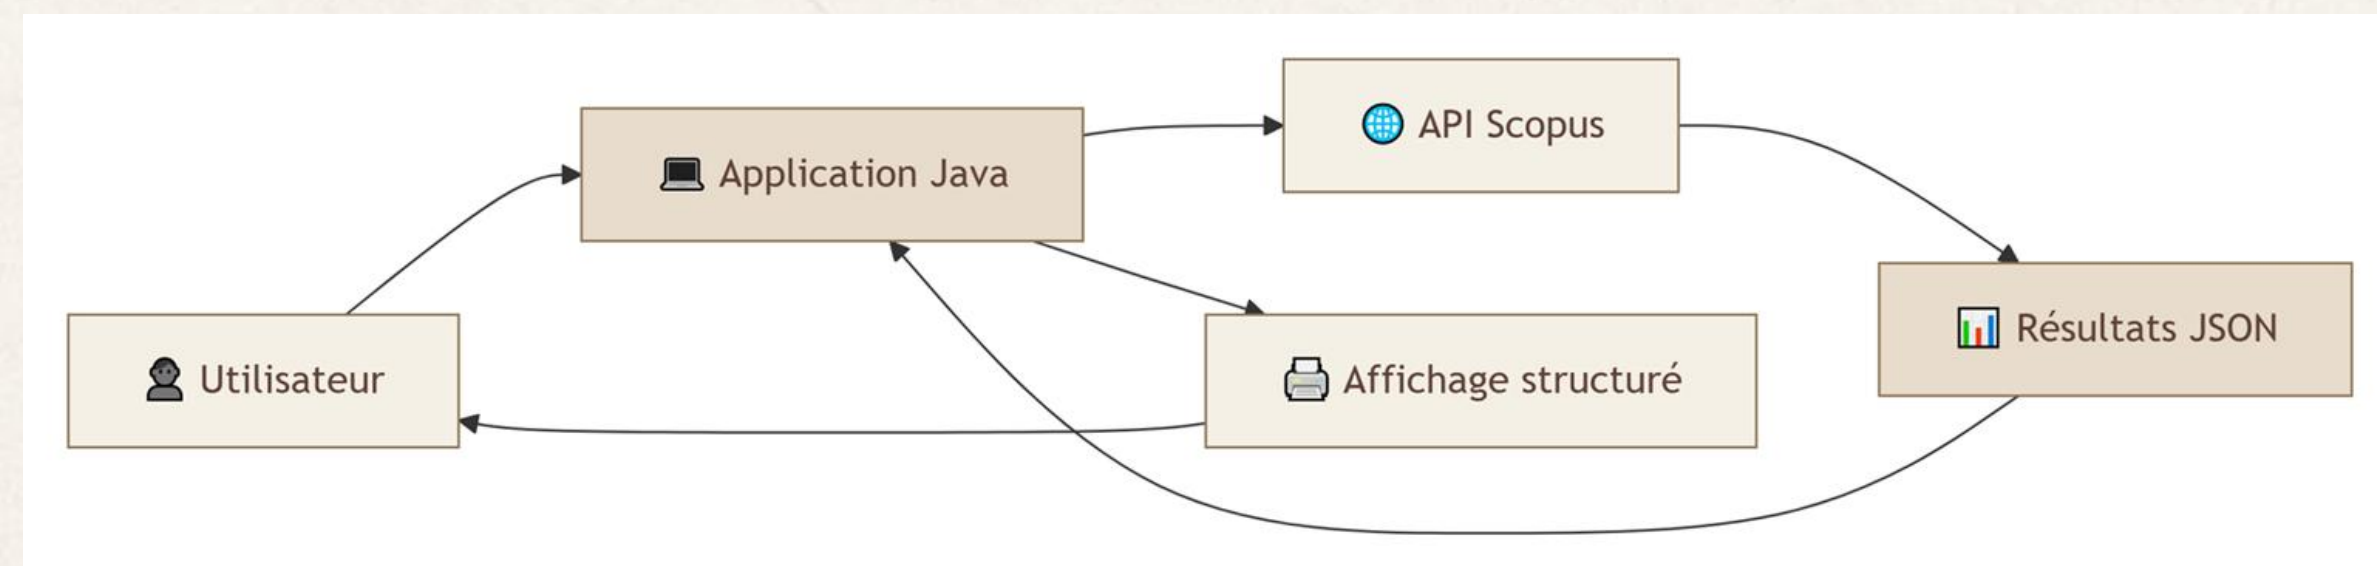 API Scopus
Application Java
Résultats JSON
Utilisateur
Affichage structuré